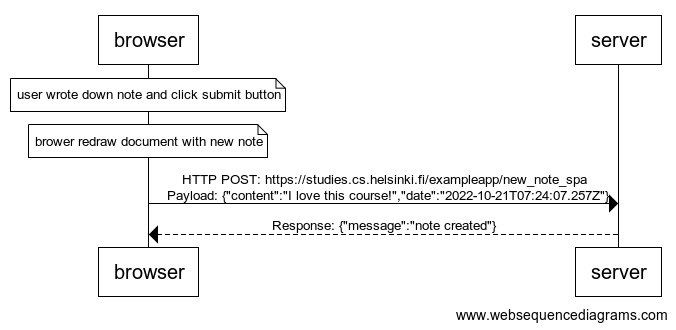 browser
server
user wrote down note and click submit button
brower redraw document with new note
HTTP POST: https://studies.cs.helsinki.fi/exampleapp/new_note_spa
Payload: {"content":"I love this course!","date":"2022-10-21T07:24:07.257Z"}
Response: {"message":"note created"}
browser
server
www.websequencediagrams.com